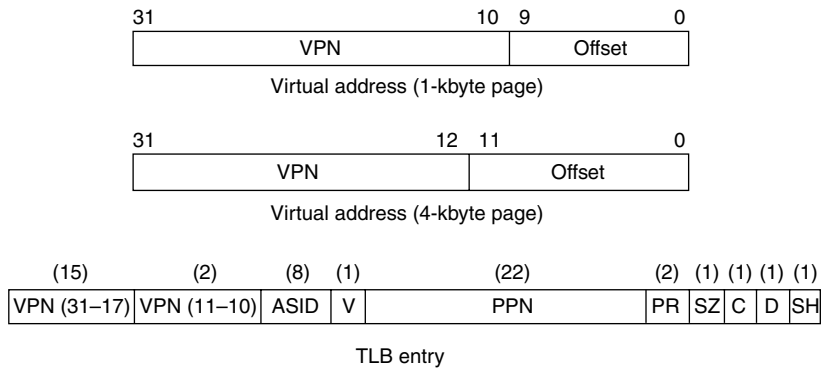 31 10 9 0
VPN Offset
Virtual address (1-kbyte page)
31 12 11 0
VPN Offset
Virtual address (4-kbyte page)
(15) (2) (8) (1) (22) (2) (1) (1) (1) (1)
VPN (31–17) VPN (11–10) ASID V PPN PR SZ C D SH
TLB entry